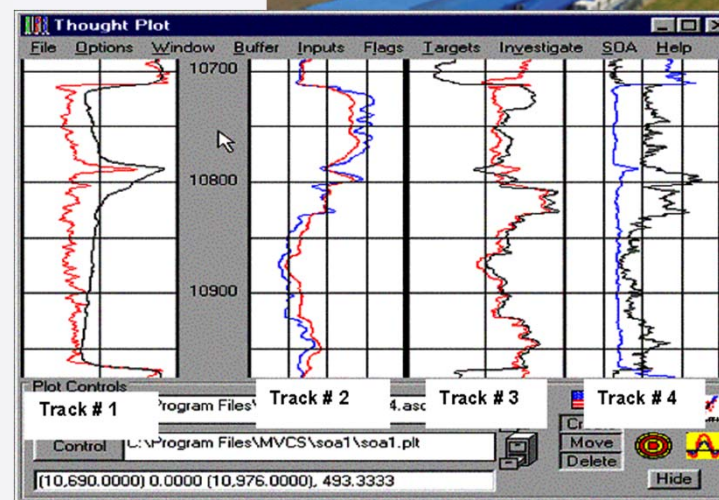 Thought Plot
File Options Window Buffer Inputs Flags Targets Investigate SOA Help
10700
10800
10900
Plot Controls
Track # 1
Program Files\
Track # 2
4.asc
Track # 3
Track # 4
Control
C:\Program Files\MVCS\soa1\soa1.plt
Move
Delete
Hide
(10,690.0000) 0.0000 (10,976.0000), 493.3333